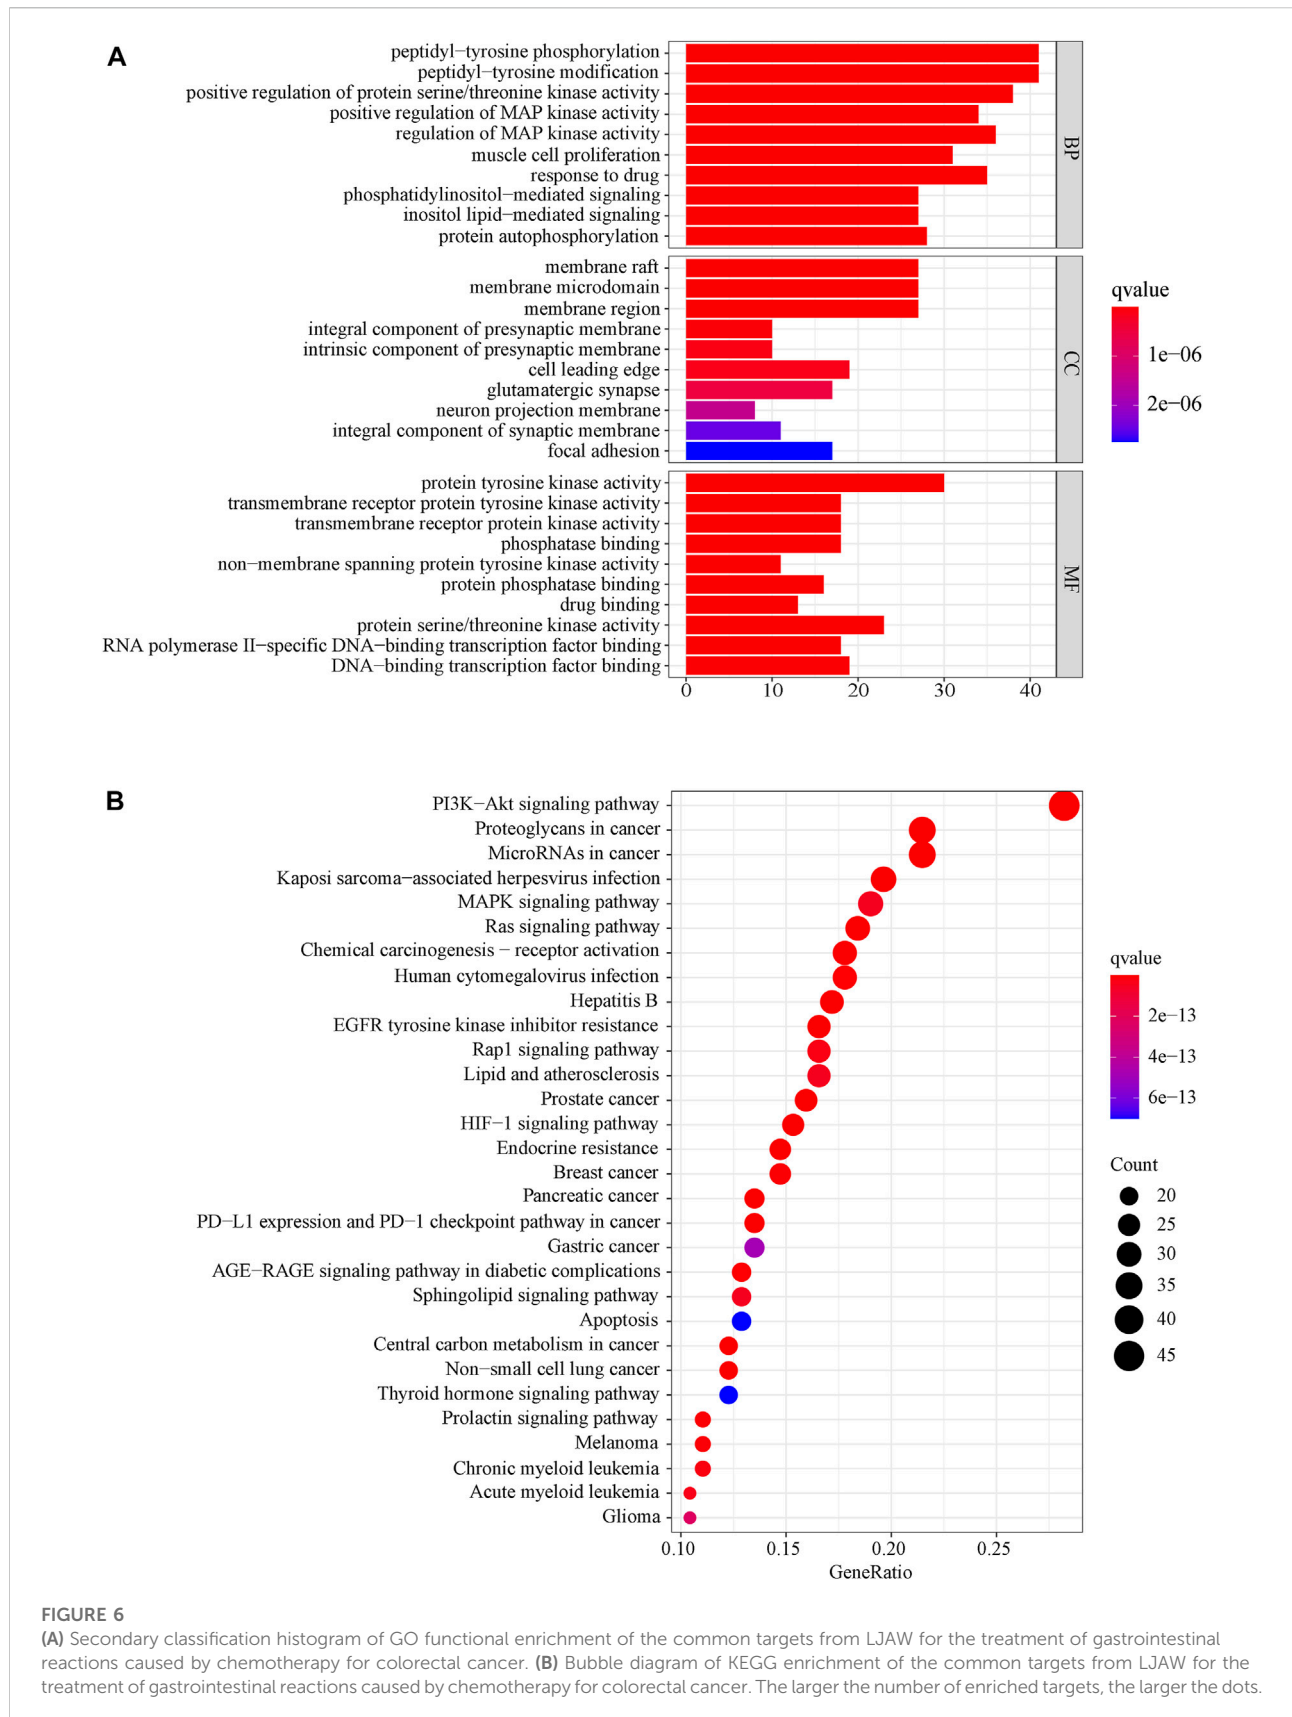 A
peptidyl−tyrosine phosphorylation
peptidyl−tyrosine modification
positive regulation of protein serine/threonine kinase activity
positive regulation of MAP kinase activity
regulation of MAP kinase activity
muscle cell proliferation
response to drug
phosphatidylinositol−mediated signaling
inositol lipid−mediated signaling
protein autophosphorylation
BP
membrane raft
membrane microdomain
membrane region
integral component of presynaptic membrane
intrinsic component of presynaptic membrane
cell leading edge
glutamatergic synapse
neuron projection membrane
integral component of synaptic membrane
focal adhesion
CC
protein tyrosine kinase activity
transmembrane receptor protein tyrosine kinase activity
transmembrane receptor protein kinase activity
phosphatase binding
non−membrane spanning protein tyrosine kinase activity
protein phosphatase binding
drug binding
protein serine/threonine kinase activity
RNA polymerase II−specific DNA−binding transcription factor binding
DNA−binding transcription factor binding
MF
0 10 20 30 40
qvalue
1e−06
2e−06
B
PI3K−Akt signaling pathway
Proteoglycans in cancer
MicroRNAs in cancer
Kaposi sarcoma−associated herpesvirus infection
MAPK signaling pathway
Ras signaling pathway
Chemical carcinogenesis − receptor activation
Human cytomegalovirus infection
Hepatitis B
EGFR tyrosine kinase inhibitor resistance
Rap1 signaling pathway
Lipid and atherosclerosis
Prostate cancer
HIF−1 signaling pathway
Endocrine resistance
Breast cancer
Pancreatic cancer
PD−L1 expression and PD−1 checkpoint pathway in cancer
Gastric cancer
AGE−RAGE signaling pathway in diabetic complications
Sphingolipid signaling pathway
Apoptosis
Central carbon metabolism in cancer
Non−small cell lung cancer
Thyroid hormone signaling pathway
Prolactin signaling pathway
Melanoma
Chronic myeloid leukemia
Acute myeloid leukemia
Glioma
0.10 0.15 0.20 0.25
GeneRatio
qvalue
2e−13
4e−13
6e−13
Count
20
25
30
35
40
45
FIGURE 6
(A) Secondary classification histogram of GO functional enrichment of the common targets from LJAW for the treatment of gastrointestinal
reactions caused by chemotherapy for colorectal cancer. (B) Bubble diagram of KEGG enrichment of the common targets from LJAW for the
treatment of gastrointestinal reactions caused by chemotherapy for colorectal cancer. The larger the number of enriched targets, the larger the dots.